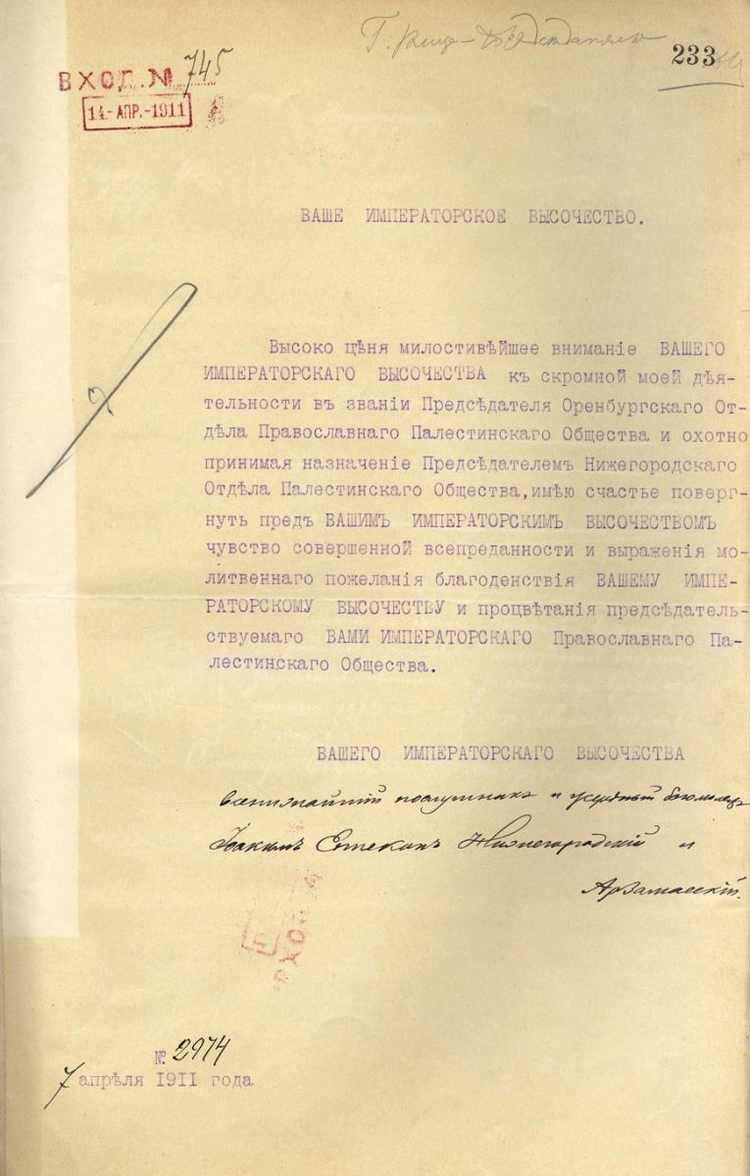 233
ВХОД. № 745
14-АПР.-1911
ВАШЕ ИМПЕРАТОРСКОЕ ВЫСОЧЕСТВО.
Высоко цѣня милостивѣйшее вниманіе ВАШЕГО
ИМПЕРАТОРСКАГО ВЫСОЧЕСТВА къ скромной моей дѣя-
тельности въ званіи Предсѣдателя Оренбургскаго От-
дѣла Православнаго Палестинскаго Общества и охотно
принимая назначеніе Предсѣдателемъ Нижегородскаго
Отдѣла Палестинскаго Общества, имѣю счастье поверг-
нуть предъ ВАШИМЪ ИМПЕРАТОРСКИМЪ ВЫСОЧЕСТВОМЪ
чувство совершенной всепреданности и выраженія мо-
литвеннаго пожеланія благоденствія ВАШЕМУ ИМПЕ-
РАТОРСКОМУ ВЫСОЧЕСТВУ и процвѣтанія предсѣдатель-
ствуемаго ВАМИ ИМПЕРАТОРСКАГО Православнаго Па-
лестинскаго Общества.
ВАШЕГО ИМПЕРАТОРСКАГО ВЫСОЧЕСТВА
всенижайшій послушникъ и усердный богомолецъ
Іоакимъ Епископъ Нижегородскій и
Арзамасскій.
ВХОД
№ 2974
7 апрѣля 1911 года